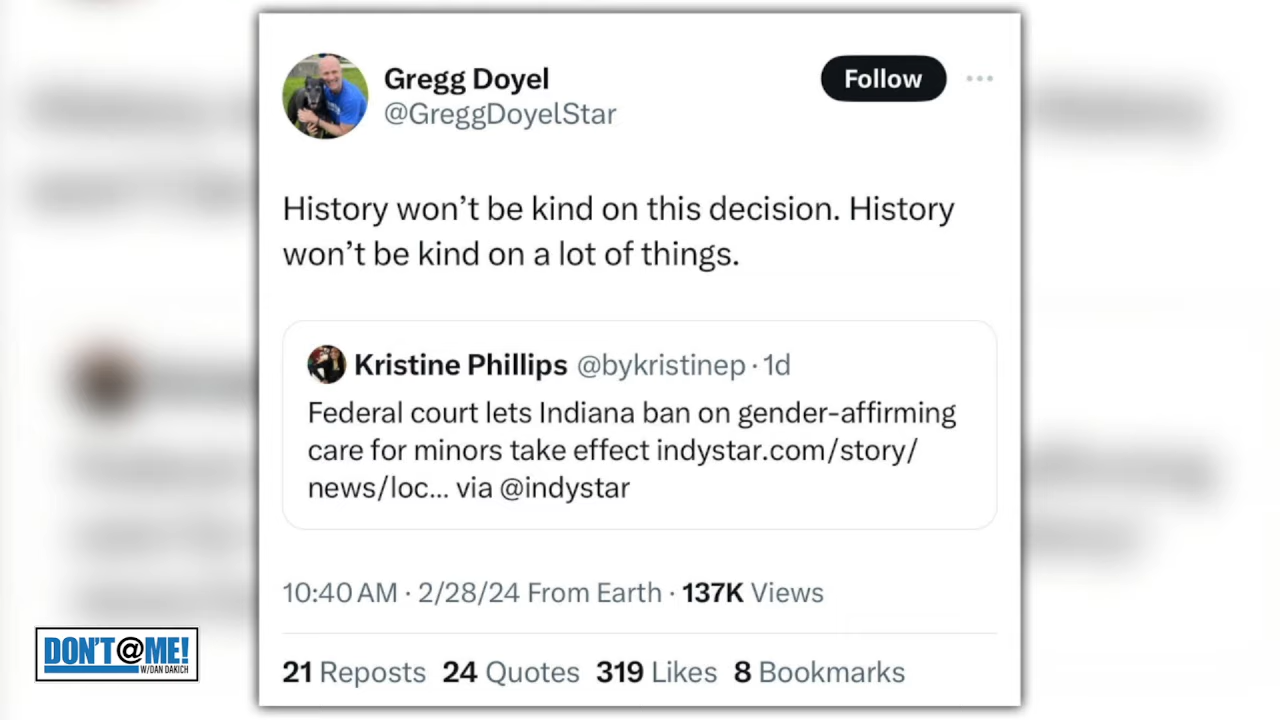 Gregg Doyel
Follow
@GreggDoyelStar
History won’t be kind on this decision. History
won’t be kind on a lot of things.
Kristine Phillips @bykristinep · 1d
Federal court lets Indiana ban on gender-affirming
care for minors take effect indystar.com/story/
news/loc... via @indystar
10:40 AM · 2/28/24 From Earth · 137K Views
21 Reposts 24 Quotes 319 Likes 8 Bookmarks
DON'T @ ME!
W/DAN DAKICH